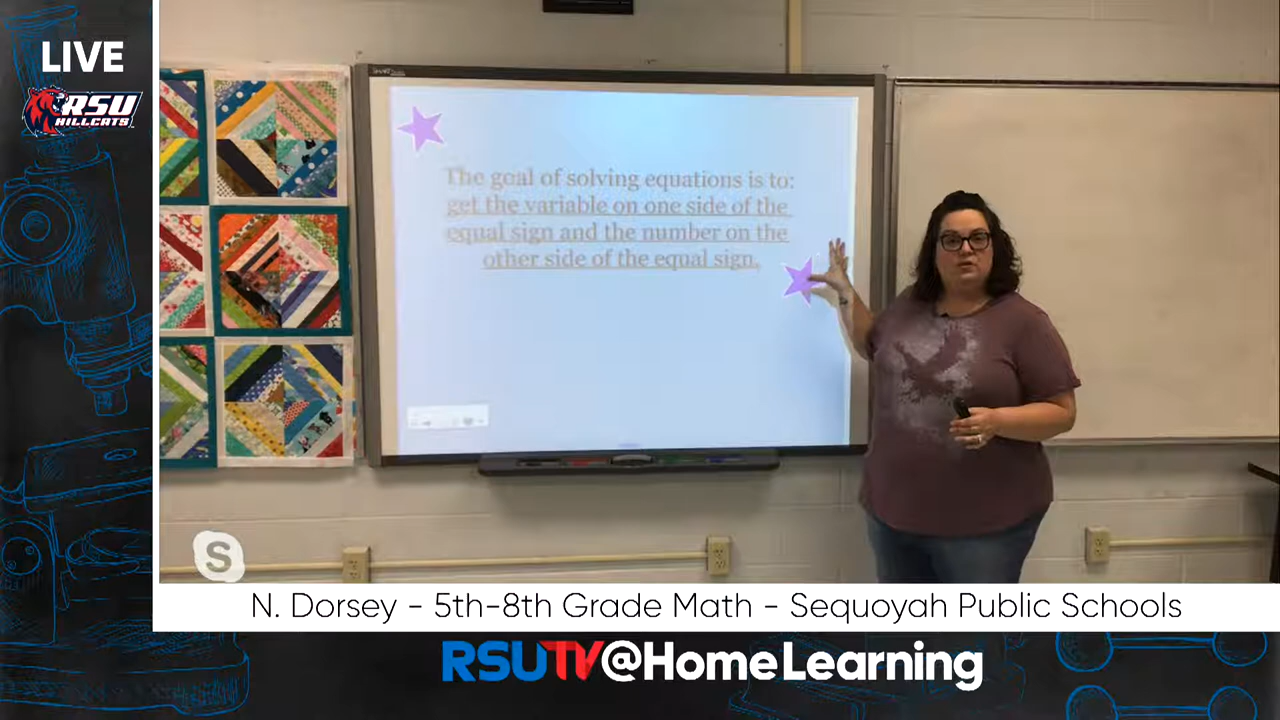 LIVE
RSU
HILLCATS
SMART
The goal of solving equations is to:
get the variable on one side of the
equal sign and the number on the
other side of the equal sign.
S
N. Dorsey - 5th-8th Grade Math - Sequoyah Public Schools
RSUTV@HomeLearning